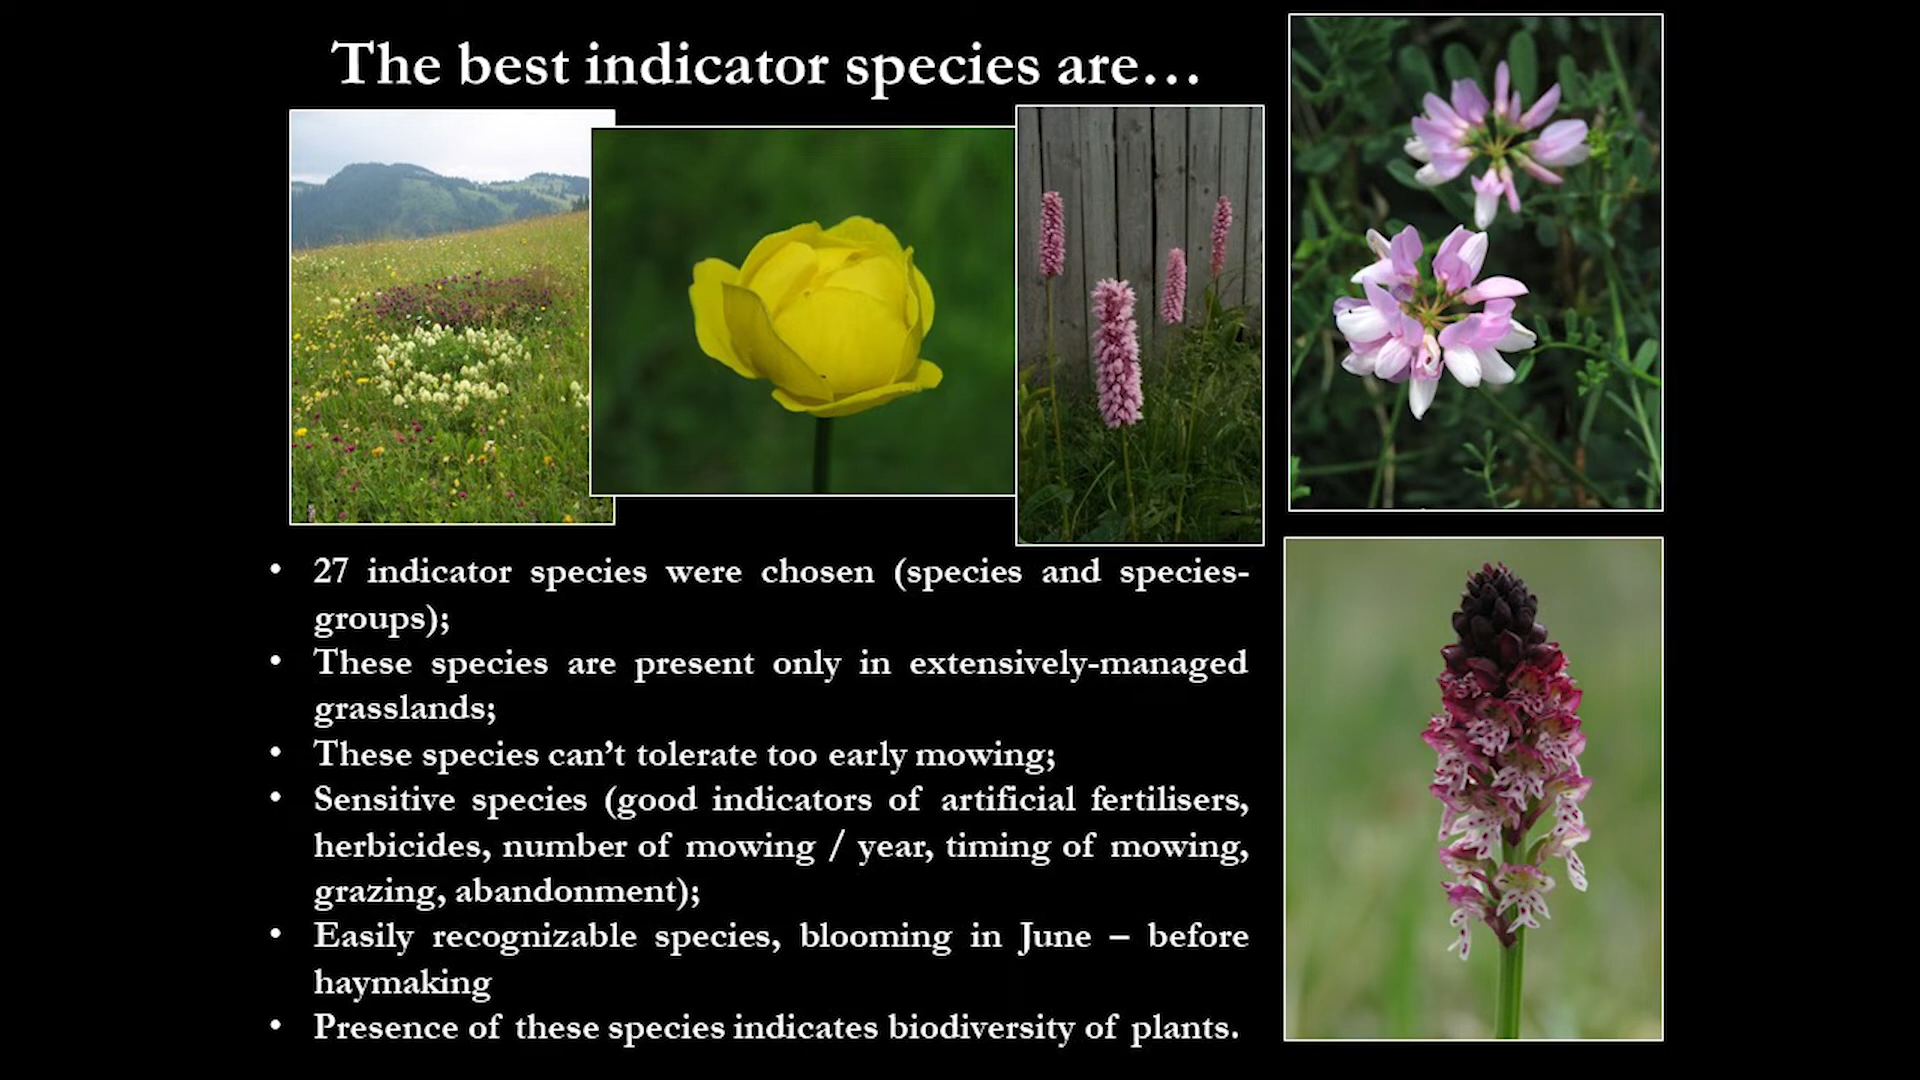 The best indicator species are…
• 27 indicator species were chosen (species and species-
groups);
• These species are present only in extensively-managed
grasslands;
• These species can’t tolerate too early mowing;
• Sensitive species (good indicators of artificial fertilisers,
herbicides, number of mowing / year, timing of mowing,
grazing, abandonment);
• Easily recognizable species, blooming in June – before
haymaking
• Presence of these species indicates biodiversity of plants.